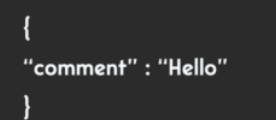 {
“comment” : “Hello”
}